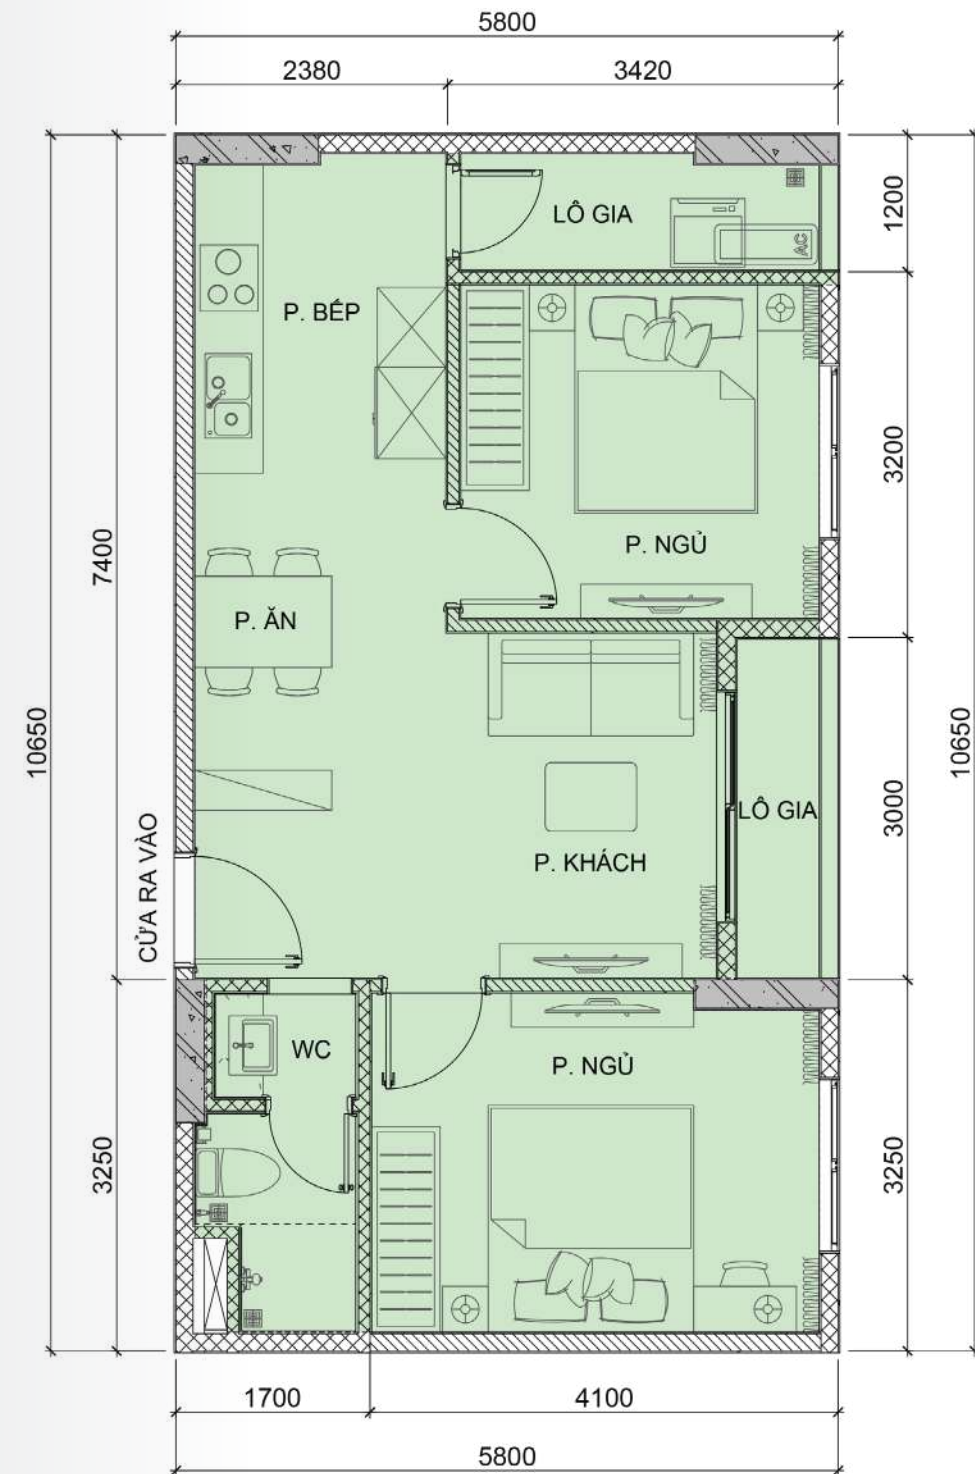 5800
2380
3420
LÔ GIA
1200
AC
P. BẾP
3200
7400
P. NGỦ
P. ĂN
10650
10650
LÔ GIA
3000
P. KHÁCH
CỬA RA VÀO
WC
P. NGỦ
3250
3250
1700
4100
5800